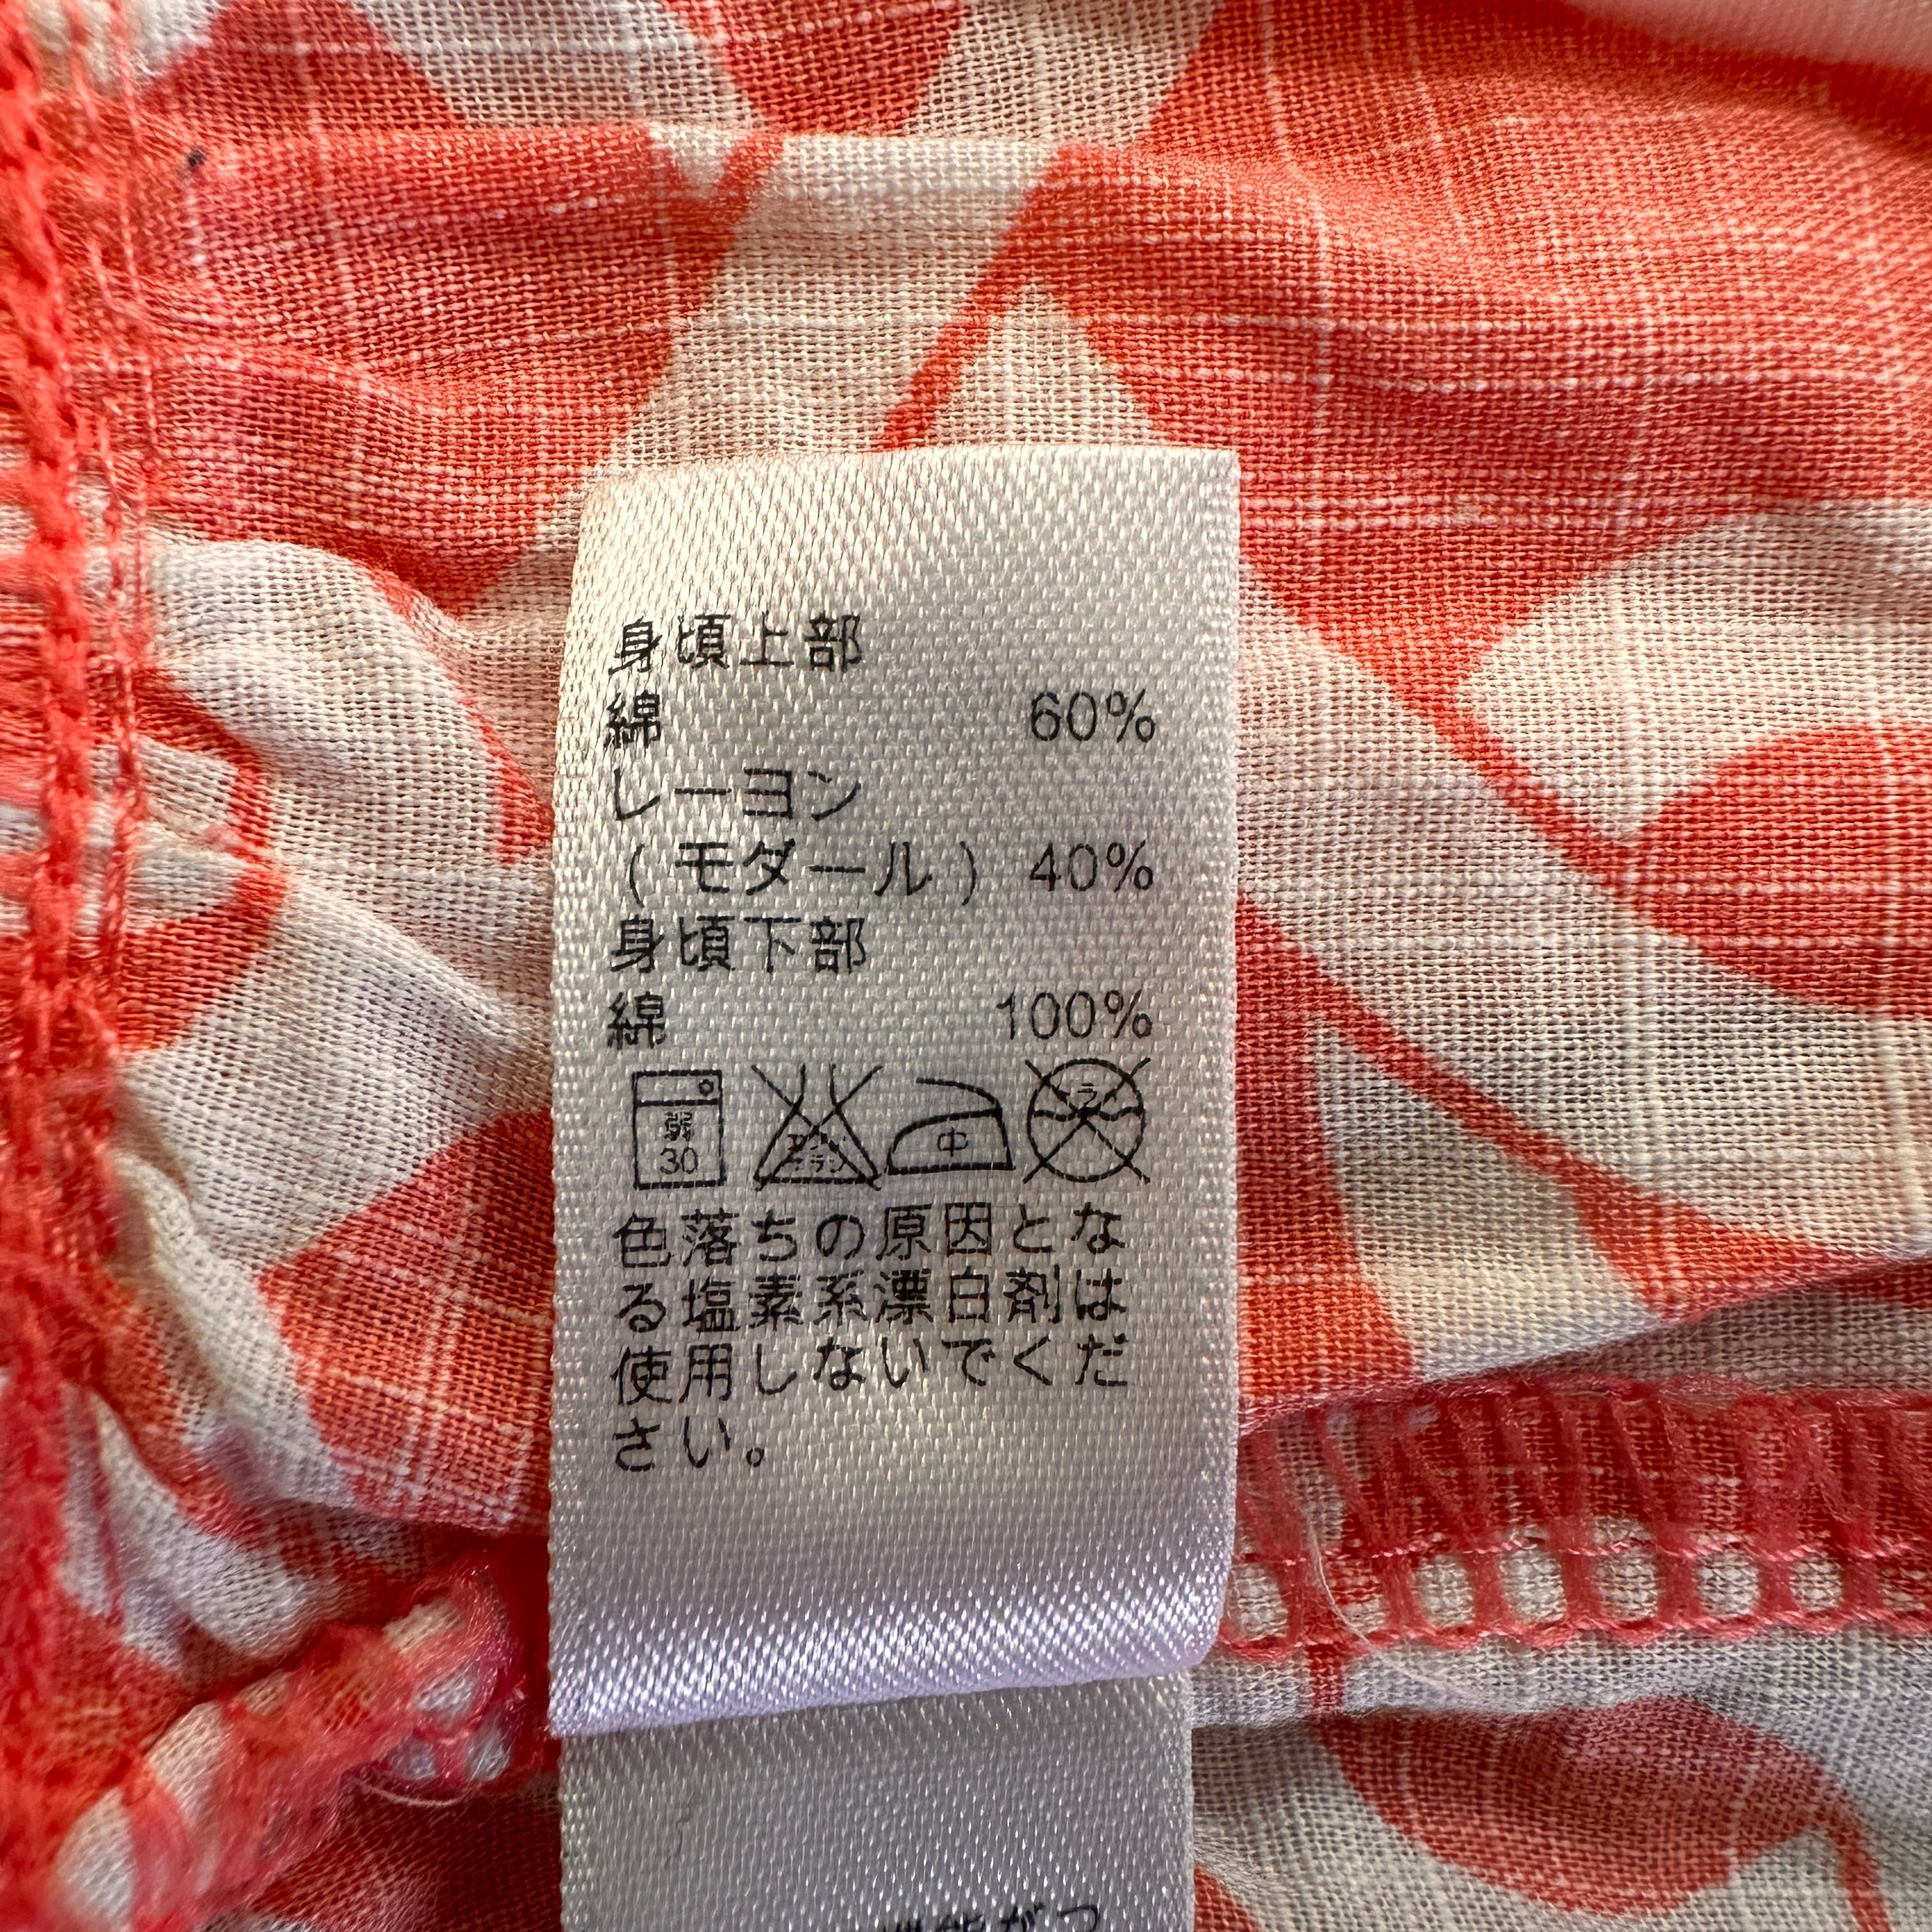 身頃上部
綿 60%
レーヨン
(モダール) 40%
身頃下部
綿 100%
弱
30
中
色落ちの原因とな
る塩素系漂白剤は
使用しないでくだ
さい。